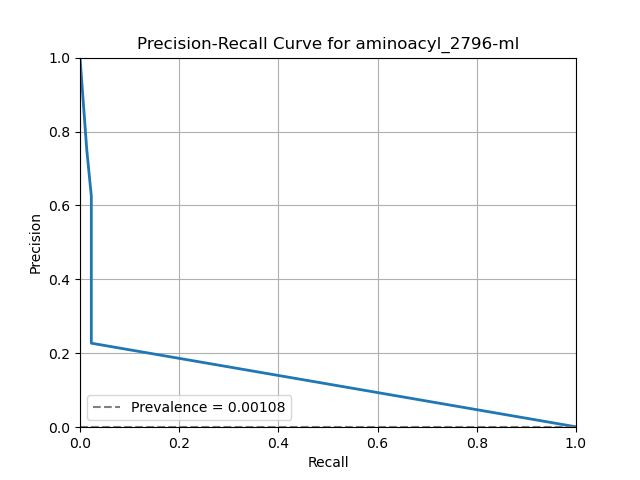 Precision-Recall Curve for aminoacyl_2796-ml
1.0
0.8
0.6
0.4
0.2
0.0
Precision
Prevalence = 0.00108
0.0 0.2 0.4 0.6 0.8 1.0
Recall